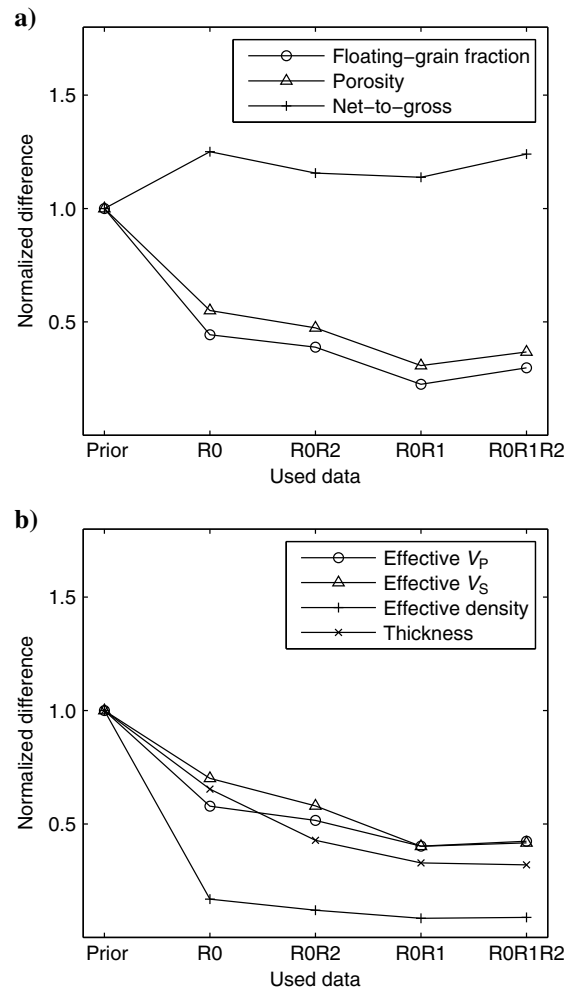 a)
Floating−grain fraction
Porosity
Net−to−gross
1.5
1.0
0.5
Normalized difference
Prior R0 R0R2 R0R1 R0R1R2
Used data
b)
Effective VP
Effective VS
Effective density
Thickness
1.5
1.0
0.5
Normalized difference
Prior R0 R0R2 R0R1 R0R1R2
Used data